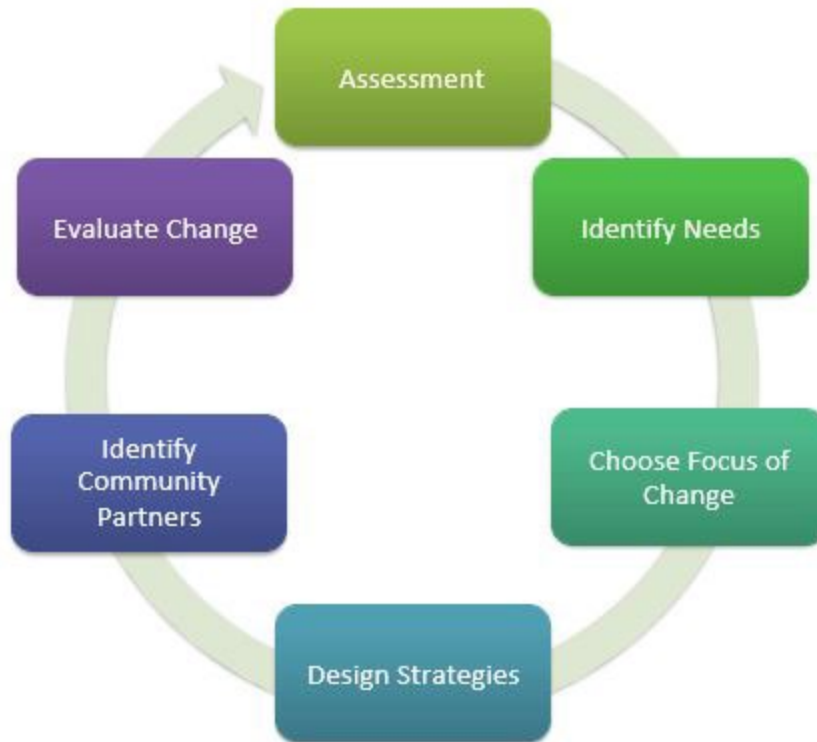 Assessment
Identify Needs
Choose Focus of
Change
Design Strategies
Identify
Community
Partners
Evaluate Change